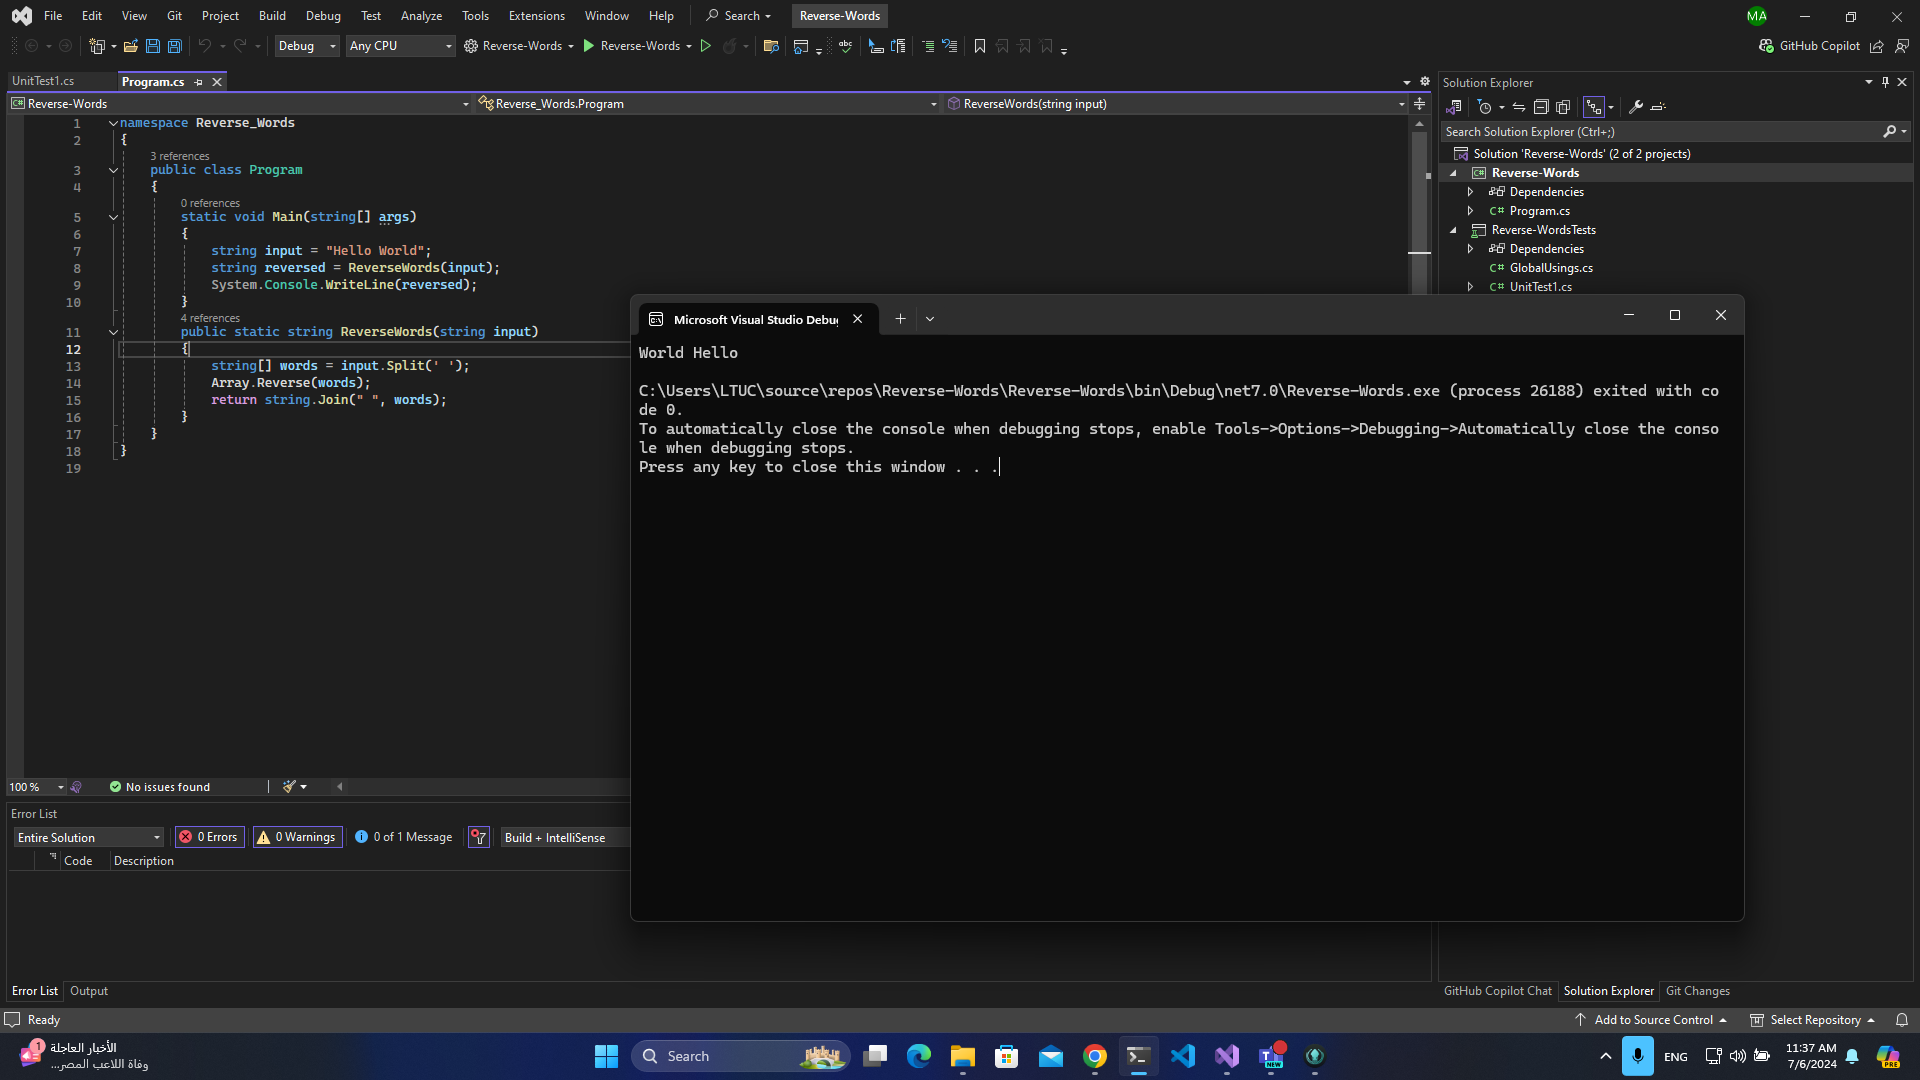 File Edit View Git Project Build Debug Test Analyze Tools Extensions Window Help Search Reverse-Words MA
Debug Any CPU Reverse-Words Reverse-Words GitHub Copilot
UnitTest1.cs Program.cs
Reverse-Words Reverse_Words.Program ReverseWords(string input)
1 namespace Reverse_Words
2 {
3 references
3 public class Program
4 {
0 references
5 static void Main(string[] args)
6 {
7 string input = "Hello World";
8 string reversed = ReverseWords(input);
9 System.Console.WriteLine(reversed);
10 }
4 references
11 public static string ReverseWords(string input)
12 {
13 string[] words = input.Split(' ');
14 Array.Reverse(words);
15 return string.Join(" ", words);
16 }
17 }
18 }
19
100 % No issues found
Error List
Entire Solution 0 Errors 0 Warnings 0 of 1 Message Build + IntelliSense
Code Description
Error List Output
Microsoft Visual Studio Debug
World Hello
C:\Users\LTUC\source\repos\Reverse-Words\Reverse-Words\bin\Debug\net7.0\Reverse-Words.exe (process 26188) exited with co
de 0.
To automatically close the console when debugging stops, enable Tools->Options->Debugging->Automatically close the conso
le when debugging stops.
Press any key to close this window . . .
Solution Explorer
Search Solution Explorer (Ctrl+;)
Solution 'Reverse-Words' (2 of 2 projects)
C# Reverse-Words
Dependencies
C# Program.cs
Reverse-WordsTests
Dependencies
C# GlobalUsings.cs
C# UnitTest1.cs
GitHub Copilot Chat Solution Explorer Git Changes
Ready Add to Source Control Select Repository
1 الأخبار العاجلة
وفاة اللاعب المصر...
Search NEW ENG 11:37 AM PRE
7/6/2024